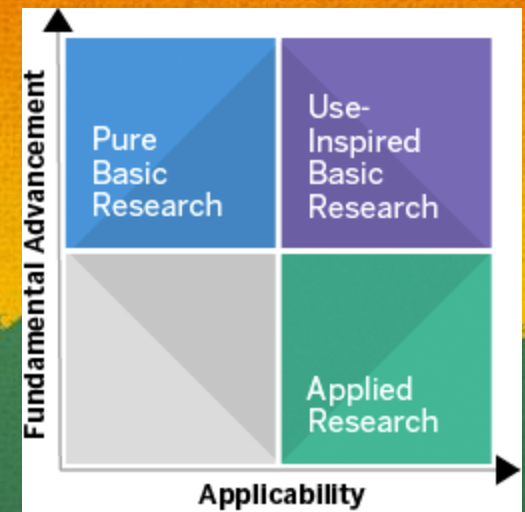 Fundamental Advancement
Pure
Basic
Research
Use-
Inspired
Basic
Research
Applied
Research
Applicability